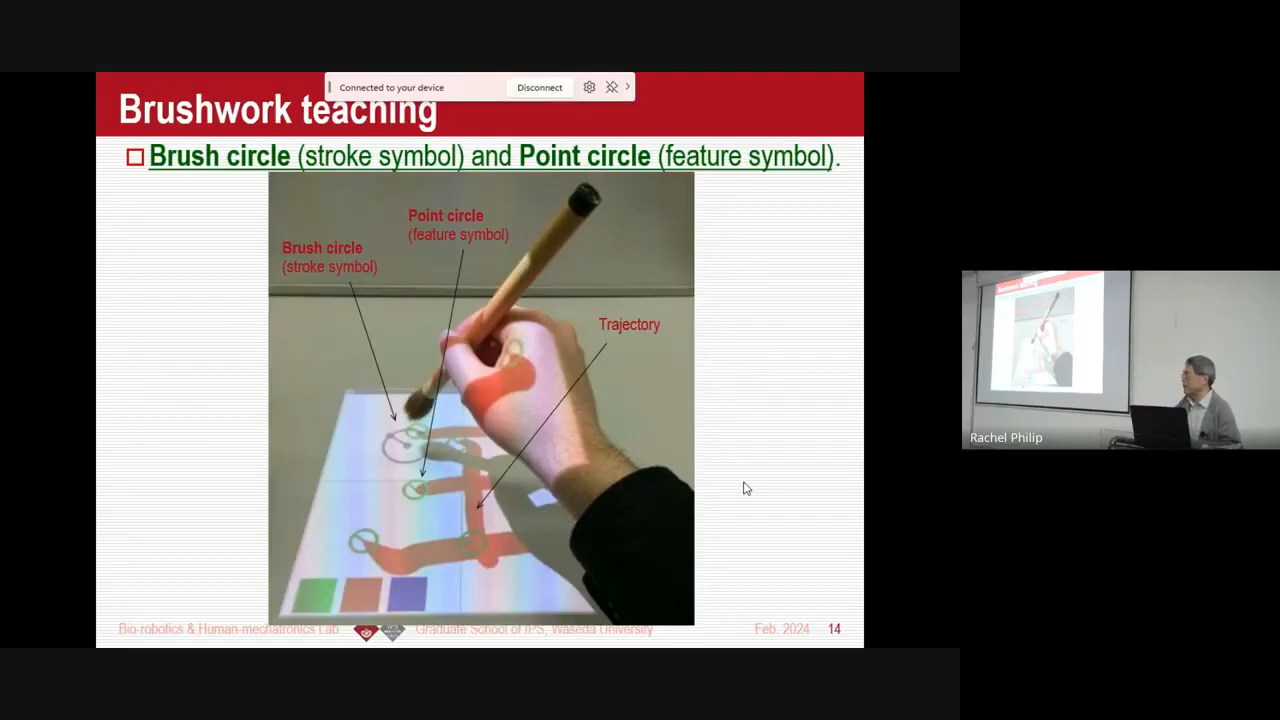 Connected to your device
Disconnect
Brushwork teaching
Brush circle (stroke symbol) and Point circle (feature symbol).
Point circle
(feature symbol)
Brush circle
(stroke symbol)
Trajectory
Rachel Philip
Bio-robotics & Human-mechatronics Lab
IPS
Graduate School of IPS, Waseda University
Feb. 2024
14